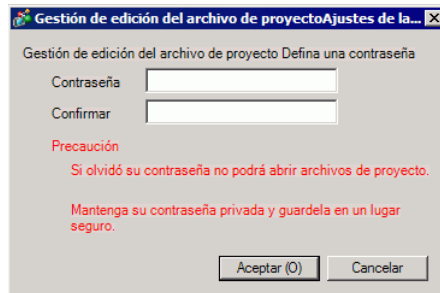 Gestión de edición del archivo de proyectoAjustes de la...
Gestión de edición del archivo de proyecto Defina una contraseña
Contraseña
Confirmar
Precaución
Si olvidó su contraseña no podrá abrir archivos de proyecto.
Mantenga su contraseña privada y guardela en un lugar
seguro.
Aceptar (O) Cancelar